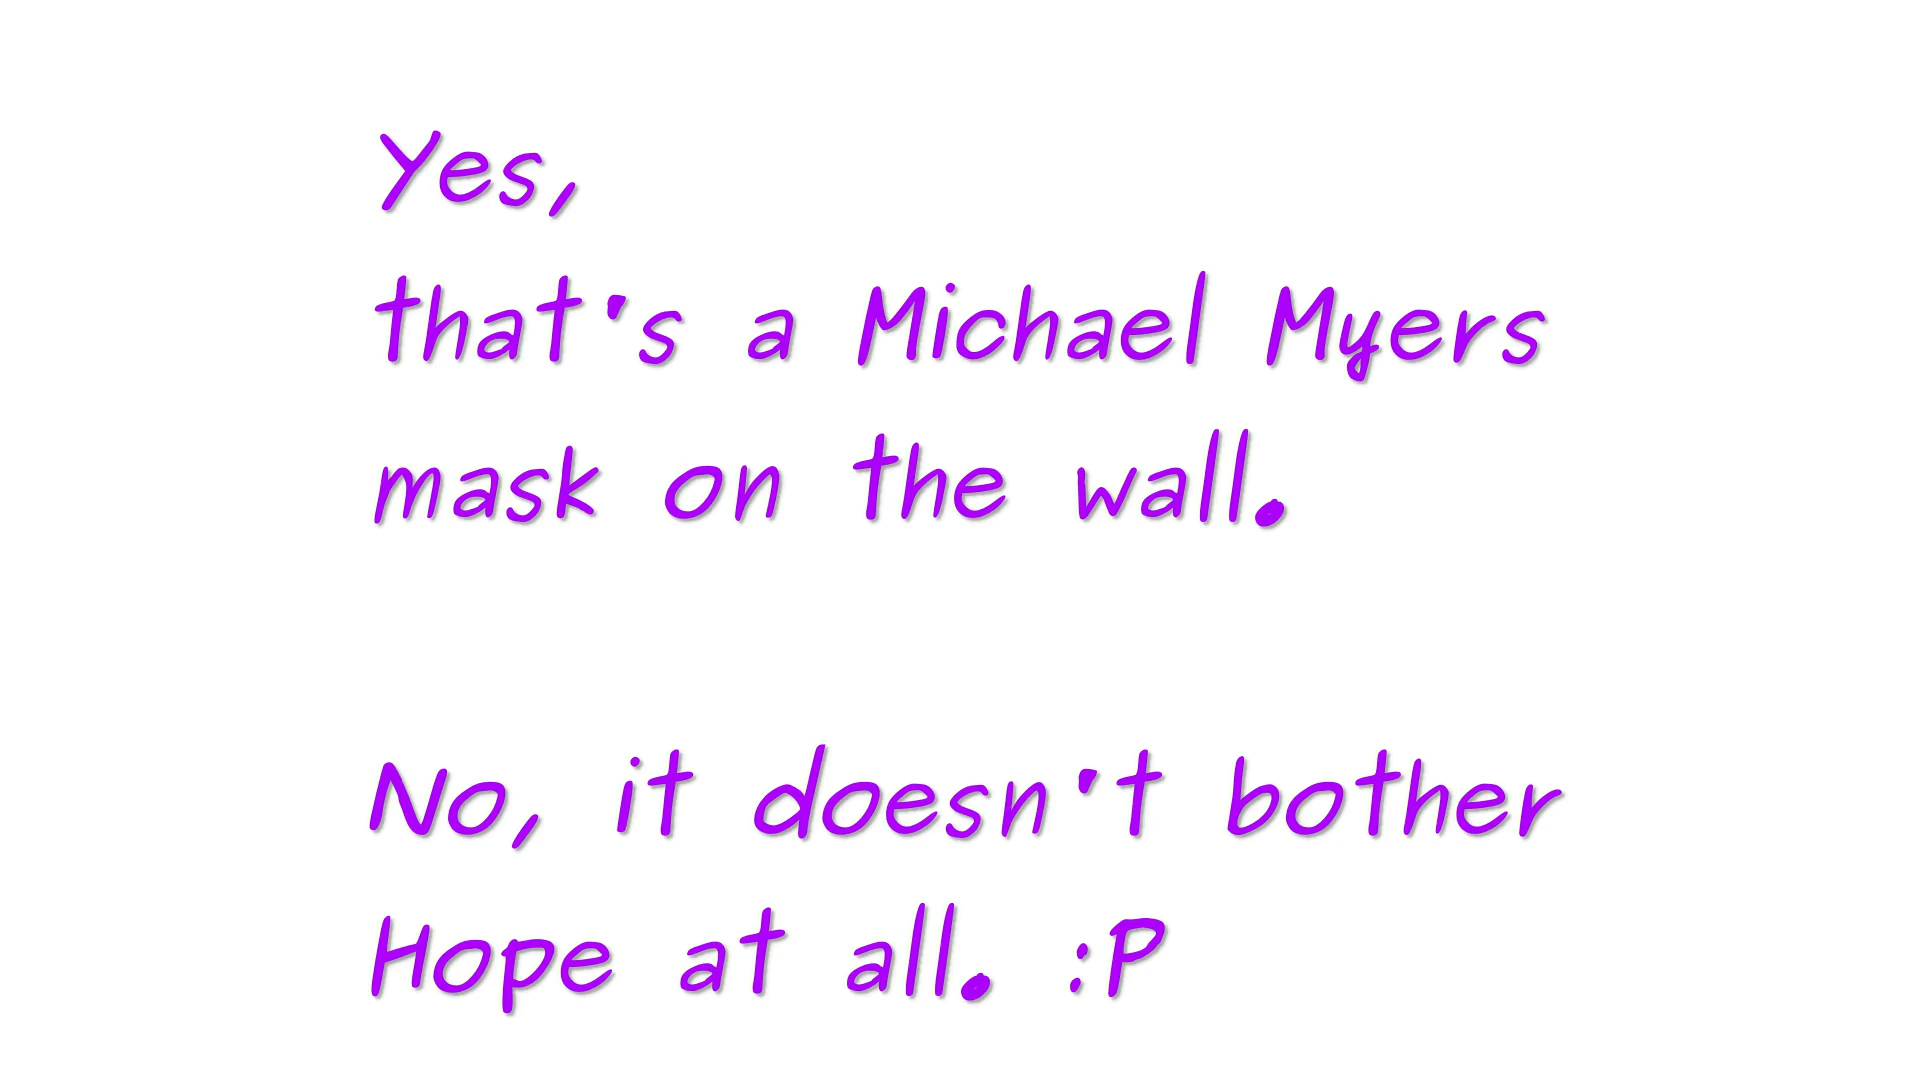 Yes,
that's a Michael Myers
mask on the wall.
No, it doesn't bother
Hope at all. :P